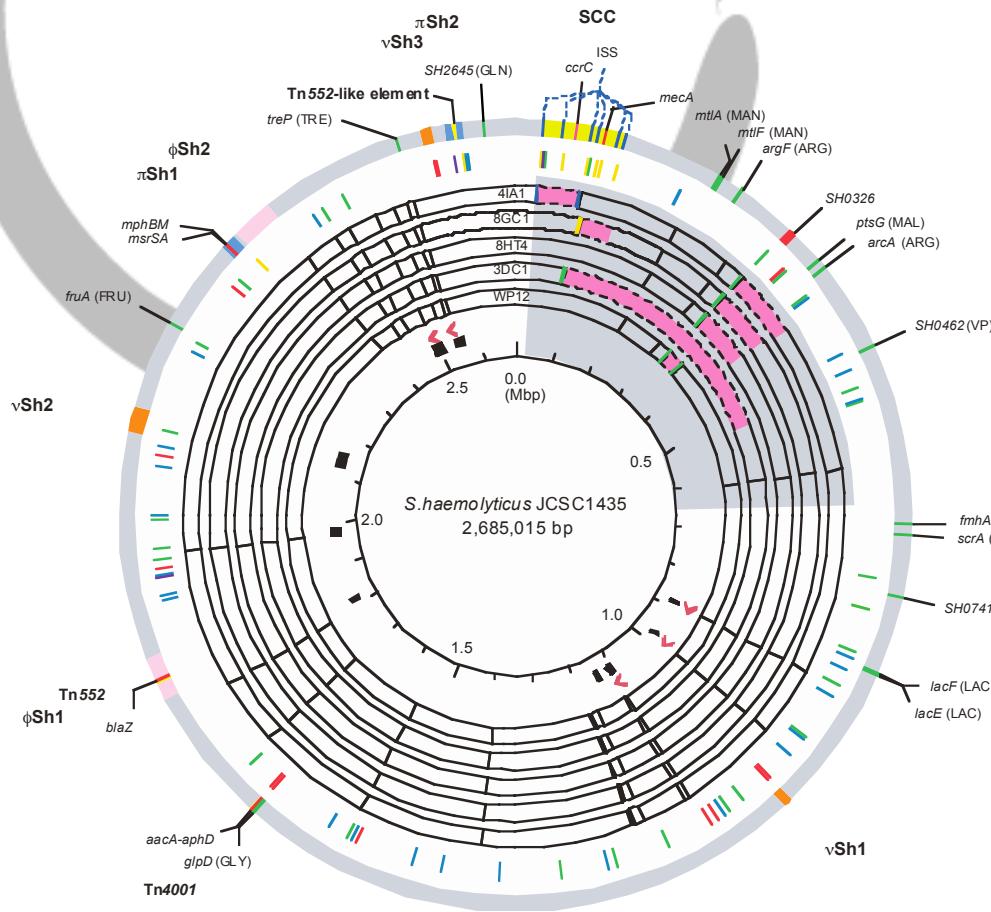 SCC
πSh2
νSh3
ISS
ccrC
SH2645 (GLN)
Tn552-like element
mecA
treP (TRE)
mtlA (MAN)
mtlF (MAN)
argF (ARG)
φSh2
πSh1
SH0326
mphBM
msrSA
ptsG (MAL)
arcA (ARG)
4IA1
8GC1
8HT4
3DC1
WP12
fruA (FRU)
SH0462 (VP)
νSh2
0.0
(Mbp)
2.5
0.5
S.haemolyticus JCSC1435
2,685,015 bp
2.0
fmhA
scrA (
1.0
SH0741
1.5
lacF (LAC
lacE (LAC)
Tn552
φSh1
blaZ
aacA-aphD
glpD (GLY)
Tn4001
νSh1